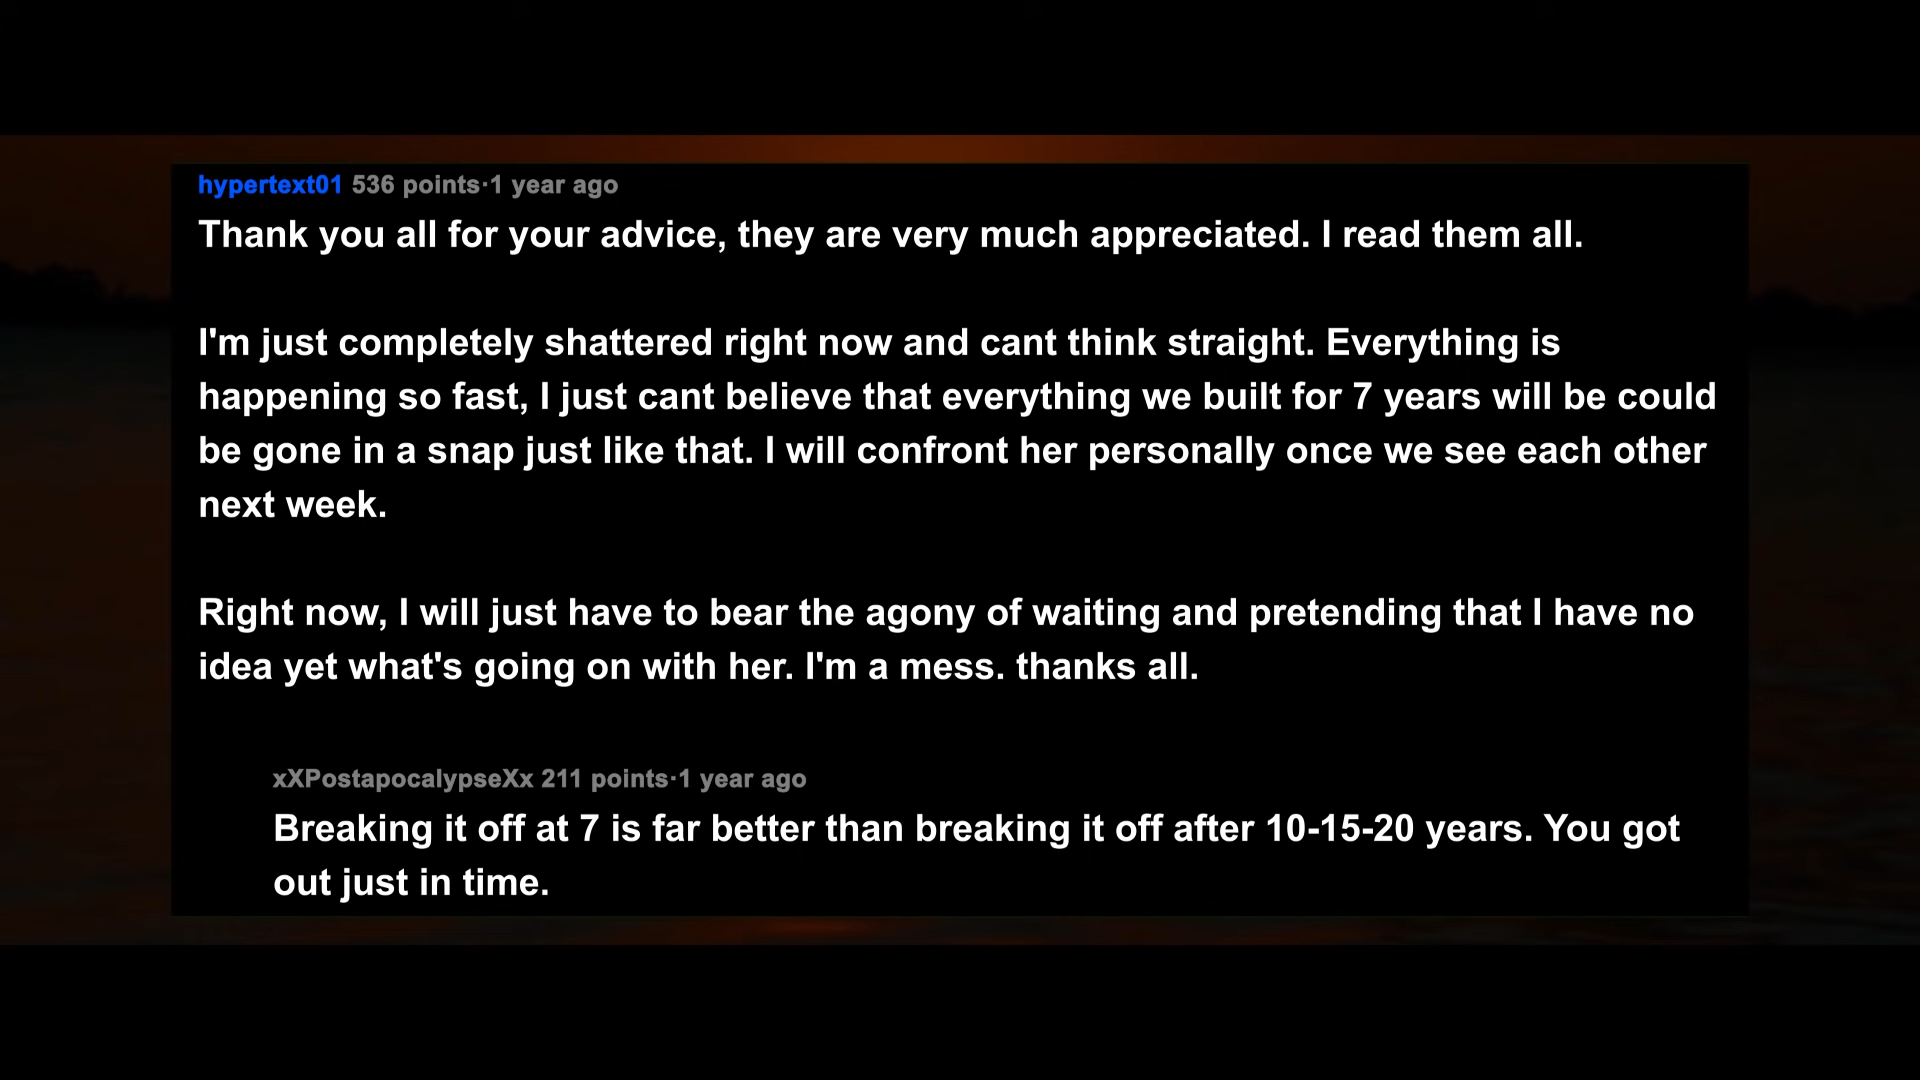 hypertext01 536 points·1 year ago
Thank you all for your advice, they are very much appreciated. I read them all.
I'm just completely shattered right now and cant think straight. Everything is
happening so fast, I just cant believe that everything we built for 7 years will be could
be gone in a snap just like that. I will confront her personally once we see each other
next week.
Right now, I will just have to bear the agony of waiting and pretending that I have no
idea yet what's going on with her. I'm a mess. thanks all.
xXPostapocalypseXx 211 points·1 year ago
Breaking it off at 7 is far better than breaking it off after 10-15-20 years. You got
out just in time.